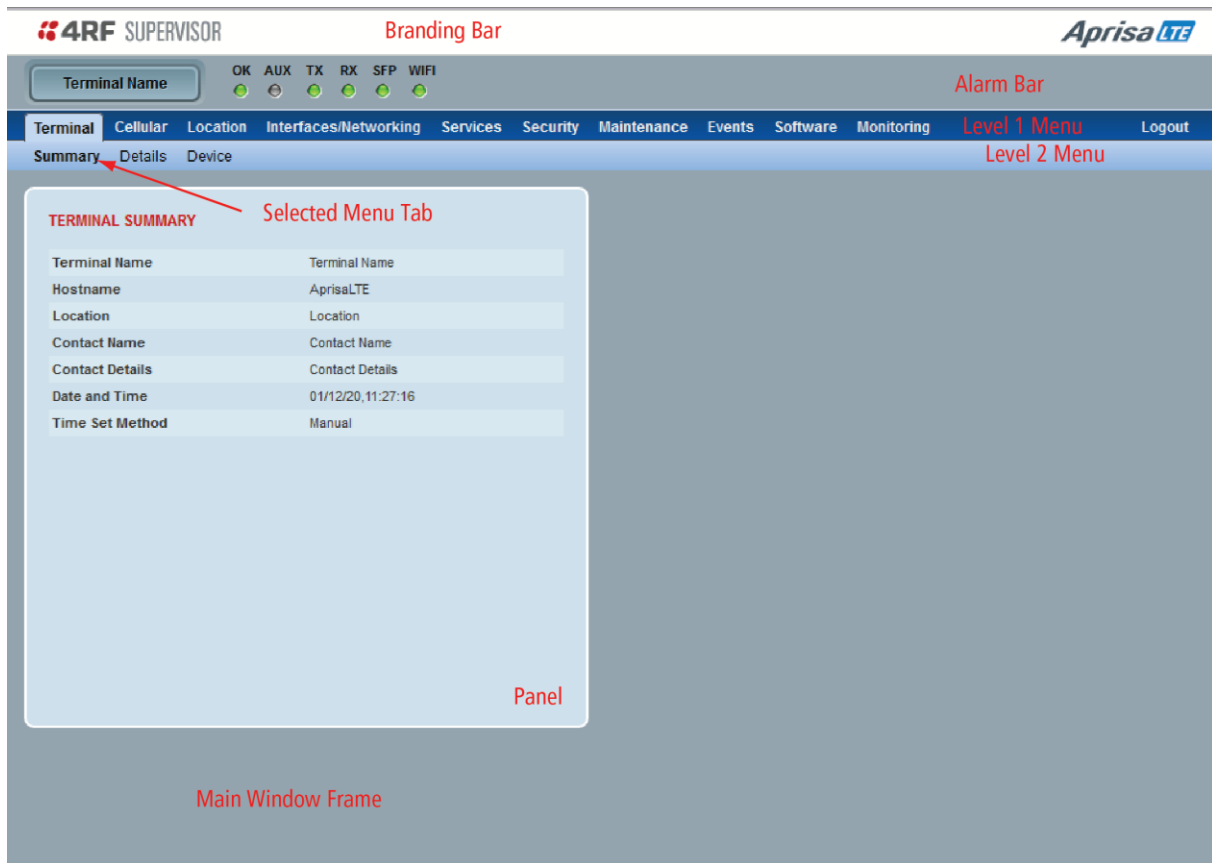 4RF SUPERVISOR Branding Bar Aprisa LTE
Terminal Name OK AUX TX RX SFP WIFI Alarm Bar
Terminal Cellular Location Interfaces/Networking Services Security Maintenance Events Software Monitoring Level 1 Menu Logout
Summary Details Device Level 2 Menu
TERMINAL SUMMARY Selected Menu Tab
Terminal Name Terminal Name
Hostname AprisaLTE
Location Location
Contact Name Contact Name
Contact Details Contact Details
Date and Time 01/12/20,11:27:16
Time Set Method Manual
Panel
Main Window Frame